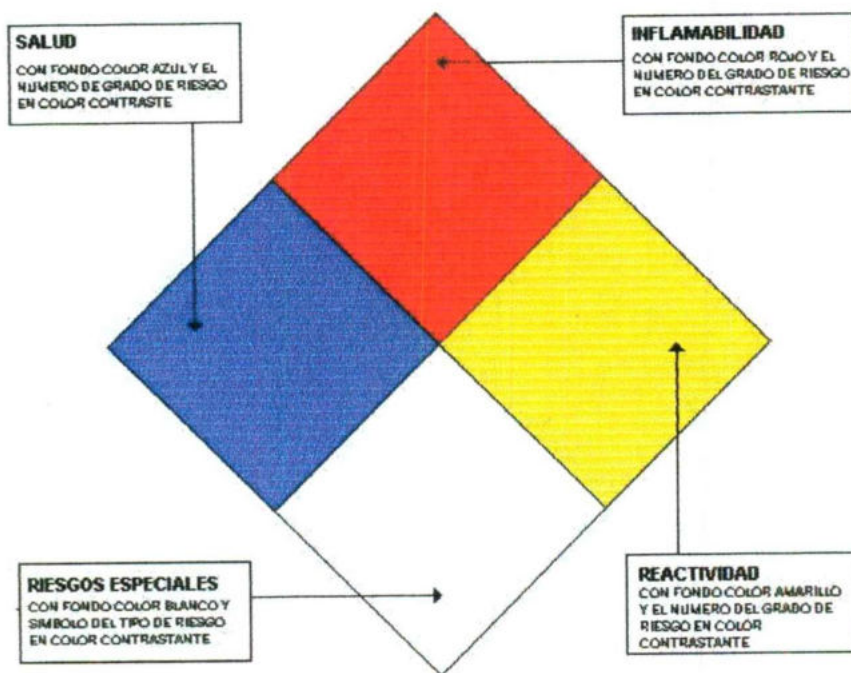 SALUD
CON FONDO COLOR AZUL Y EL
NUMERO DE GRADO DE RIESGO
EN COLOR CONTRASTE
INFLAMABILIDAD
CON FONDO COLOR ROJO Y EL
NUMERO DEL GRADO DE RIESGO
EN COLOR CONTRASTANTE
RIESGOS ESPECIALES
CON FONDO COLOR BLANCO Y
SIMBOLO DEL TIPO DE RIESGO
EN COLOR CONTRASTANTE
REACTIVIDAD
CON FONDO COLOR AMARILLO
Y EL NUMERO DEL GRADO DE
RIESGO EN COLOR
CONTRASTANTE